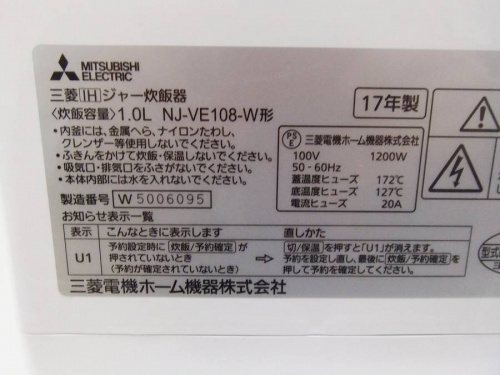 MITSUBISHI
ELECTRIC
三菱 IH ジャー炊飯器
〈炊飯容量〉1.0L NJ-VE108-W形
17年製
・内釜には、金属へら、ナイロンたわし、
クレンザー等使用しないでください。
・ふきんをかけて炊飯・保温しないでください。
・吸気口・排気口をふさがないでください。
・本体内部には水を入れないでください。
PS
E
三菱電機ホーム機器株式会社
100V 1200W
50-60Hz
蓋温度ヒューズ 172℃
底温度ヒューズ 127℃
電流ヒューズ 20A
製造番号 W5006095
お知らせ表示一覧
表示 こんなときに表示します 直しかた
U1
予約設定時に 炊飯/予約確定 が
押されていないとき
(予約が確定されていないとき)
⇨
切/保温 を押すと「U1」が消えます。
予約を設定し直し、最後に 炊飯/予約確定 を
押して予約を確定してください。
三菱電機ホーム機器株式会社